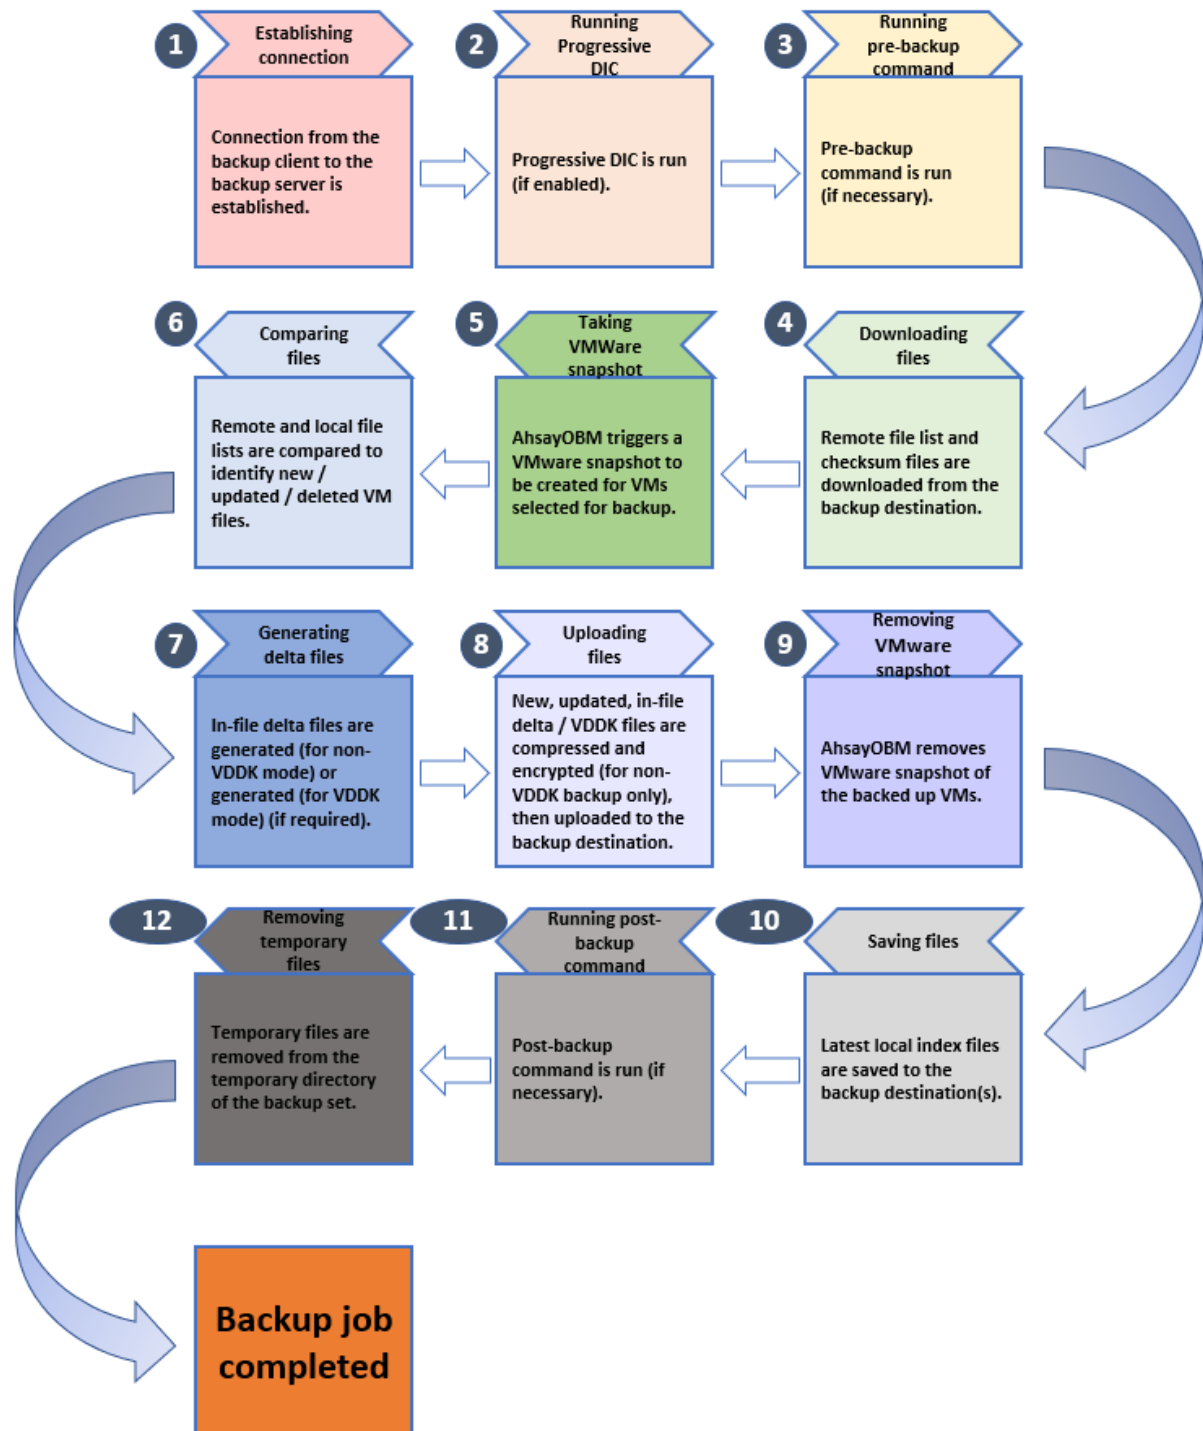 1
Establishing
connection
Connection from the
backup client to the
backup server is
established.
2
Running
Progressive
DIC
Progressive DIC is run
(if enabled).
3
Running
pre-backup
command
Pre-backup
command is run
(if necessary).
4
Downloading
files
Remote file list and
checksum files are
downloaded from the
backup destination.
5
Taking
VMWare
snapshot
AhsayOBM triggers a
VMware snapshot to
be created for VMs
selected for backup.
6
Comparing
files
Remote and local file
lists are compared to
identify new /
updated / deleted VM
files.
7
Generating
delta files
In-file delta files are
generated (for non-
VDDK mode) or
generated (for VDDK
mode) (if required).
8
Uploading
files
New, updated, in-file
delta / VDDK files are
compressed and
encrypted (for non-
VDDK backup only),
then uploaded to the
backup destination.
9
Removing
VMware
snapshot
AhsayOBM removes
VMware snapshot of
the backed up VMs.
10
Saving files
Latest local index files
are saved to the
backup destination(s).
11
Running post-
backup
command
Post-backup
command is run (if
necessary).
12
Removing
temporary
files
Temporary files are
removed from the
temporary directory
of the backup set.
Backup job
completed